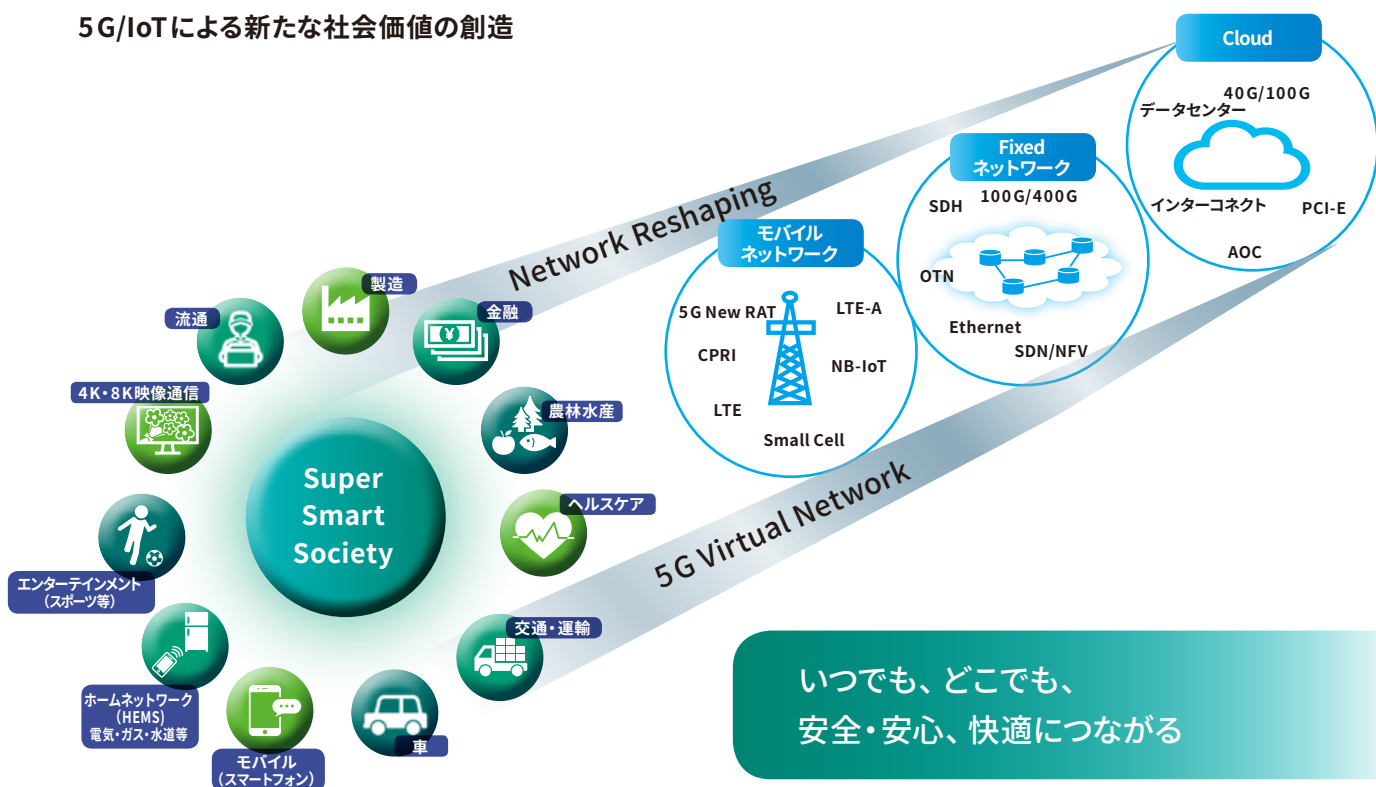 5G/IoTによる新たな社会価値の創造
Cloud
40G/100G
データセンター
インターコネクト
PCI-E
AOC
Fixed
ネットワーク
100G/400G
SDH
OTN
Ethernet
SDN/NFV
Network Reshaping
モバイル
ネットワーク
5G New RAT
LTE-A
CPRI
NB-IoT
LTE
Small Cell
5G Virtual Network
製造
流通
金融
4K・8K映像通信
農林水産
Super
Smart
Society
ヘルスケア
エンターテインメント
（スポーツ等）
交通・運輸
ホームネットワーク
（HEMS）
電気・ガス・水道等
車
モバイル
（スマートフォン）
¥
いつでも、どこでも、
安全・安心、快適につながる